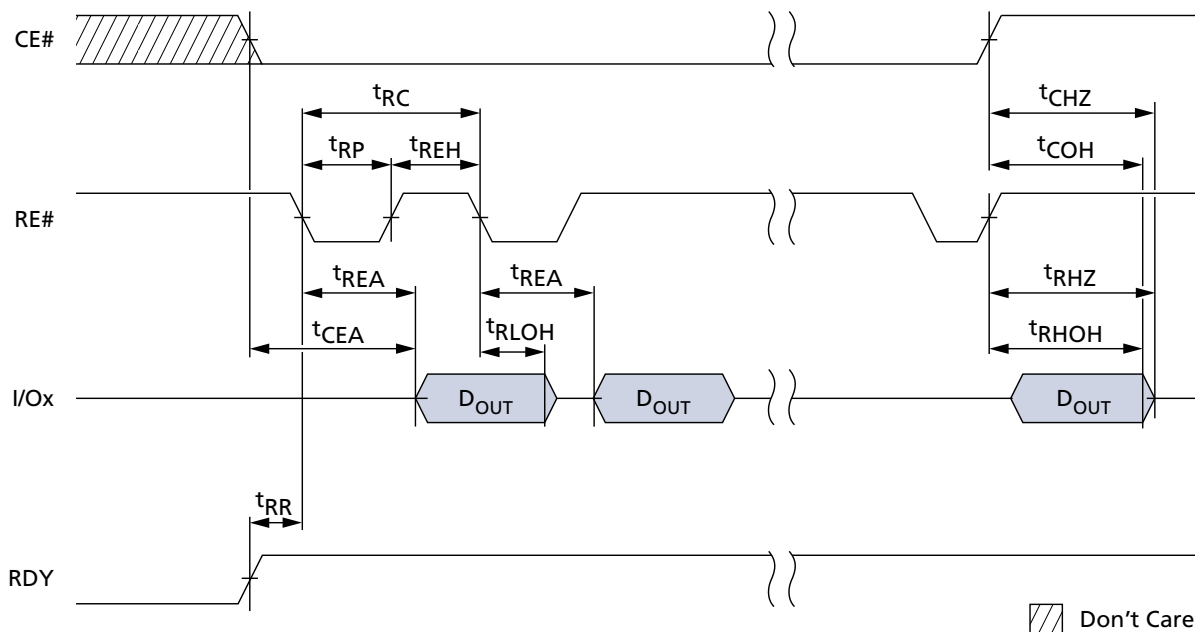 CE#
tRC
tCHZ
tRP
tREH
tCOH
RE#
tREA
tREA
tRHZ
tCEA
tRLOH
tRHOH
I/Ox
DOUT
DOUT
DOUT
tRR
RDY
Don't Care